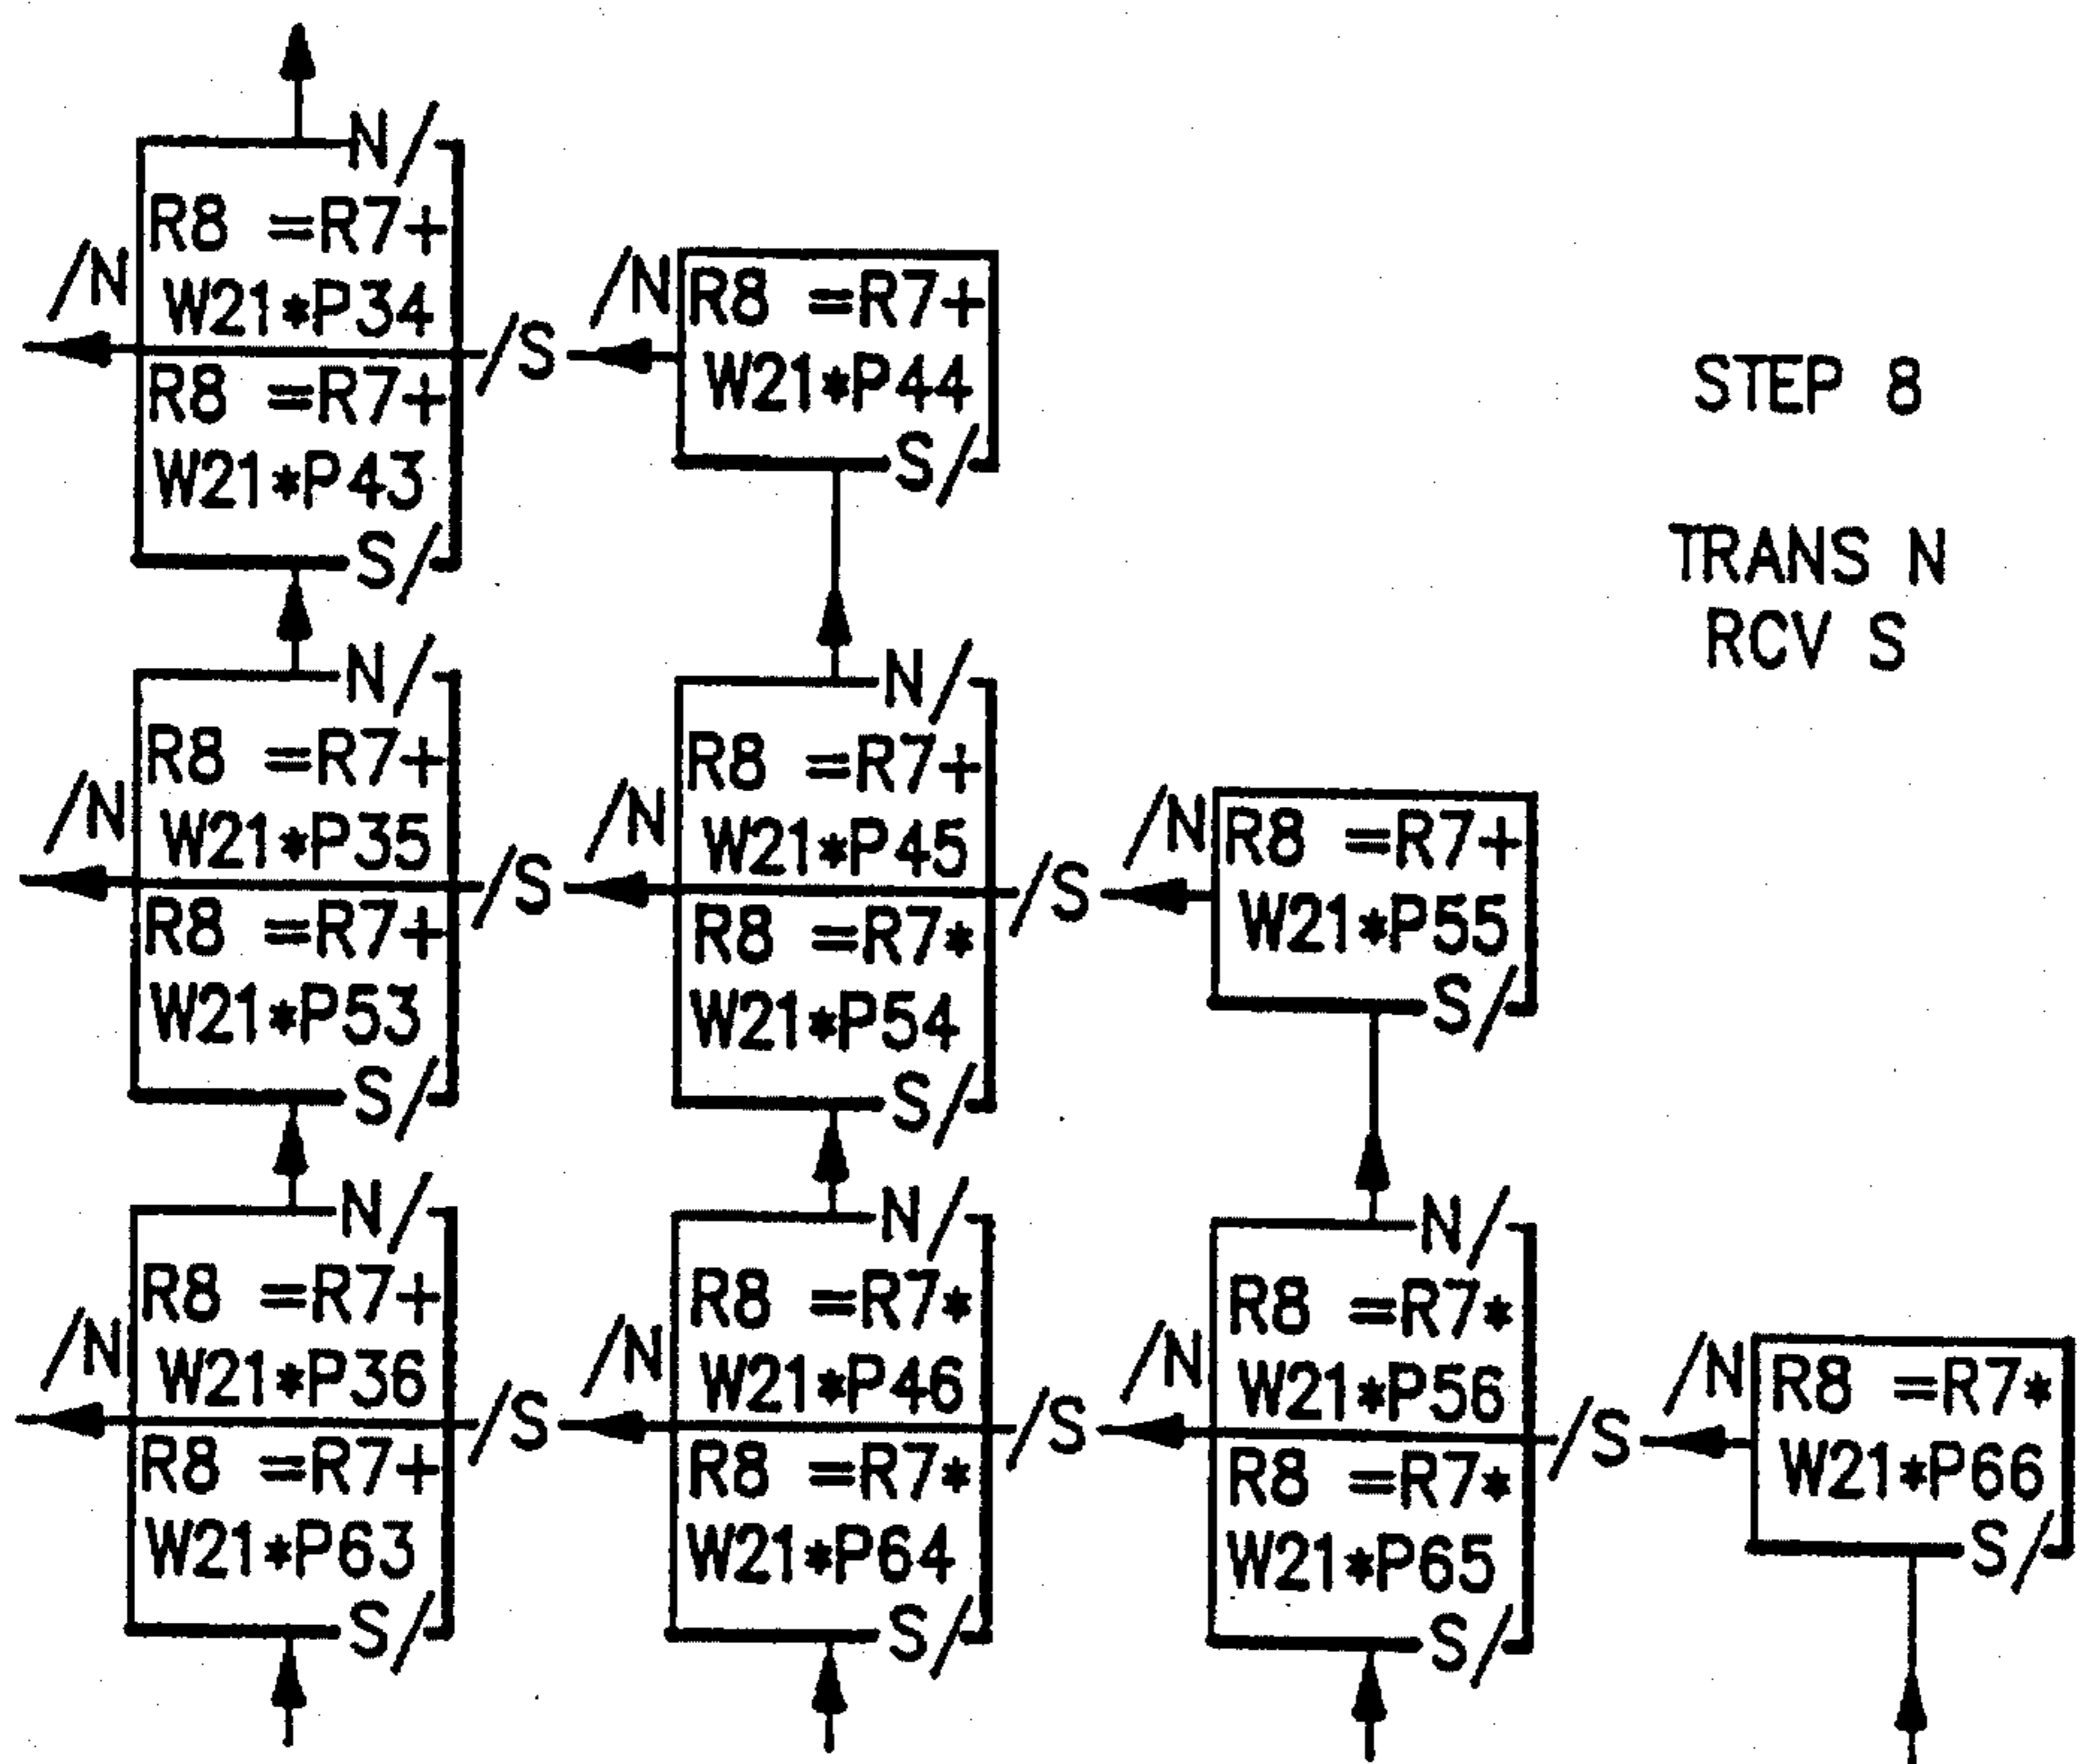 N/
R8 =R7+
/N
W21*P34
/S
R8 =R7+
W21*P43
S/
/N
R8 =R7+
W21*P44
S/
STEP 8
TRANS N
RCV S
N/
R8 =R7+
/N
W21*P35
/S
R8 =R7+
W21*P53
S/
N/
R8 =R7+
/N
W21*P45
/S
R8 =R7*
W21*P54
S/
/N
R8 =R7+
W21*P55
S/
N/
R8 =R7+
/N
W21*P36
/S
R8 =R7+
W21*P63
S/
N/
R8 =R7*
/N
W21*P46
/S
R8 =R7*
W21*P64
S/
N/
R8 =R7*
/N
W21*P56
/S
R8 =R7*
W21*P65
S/
/N
R8 =R7*
W21*P66
S/